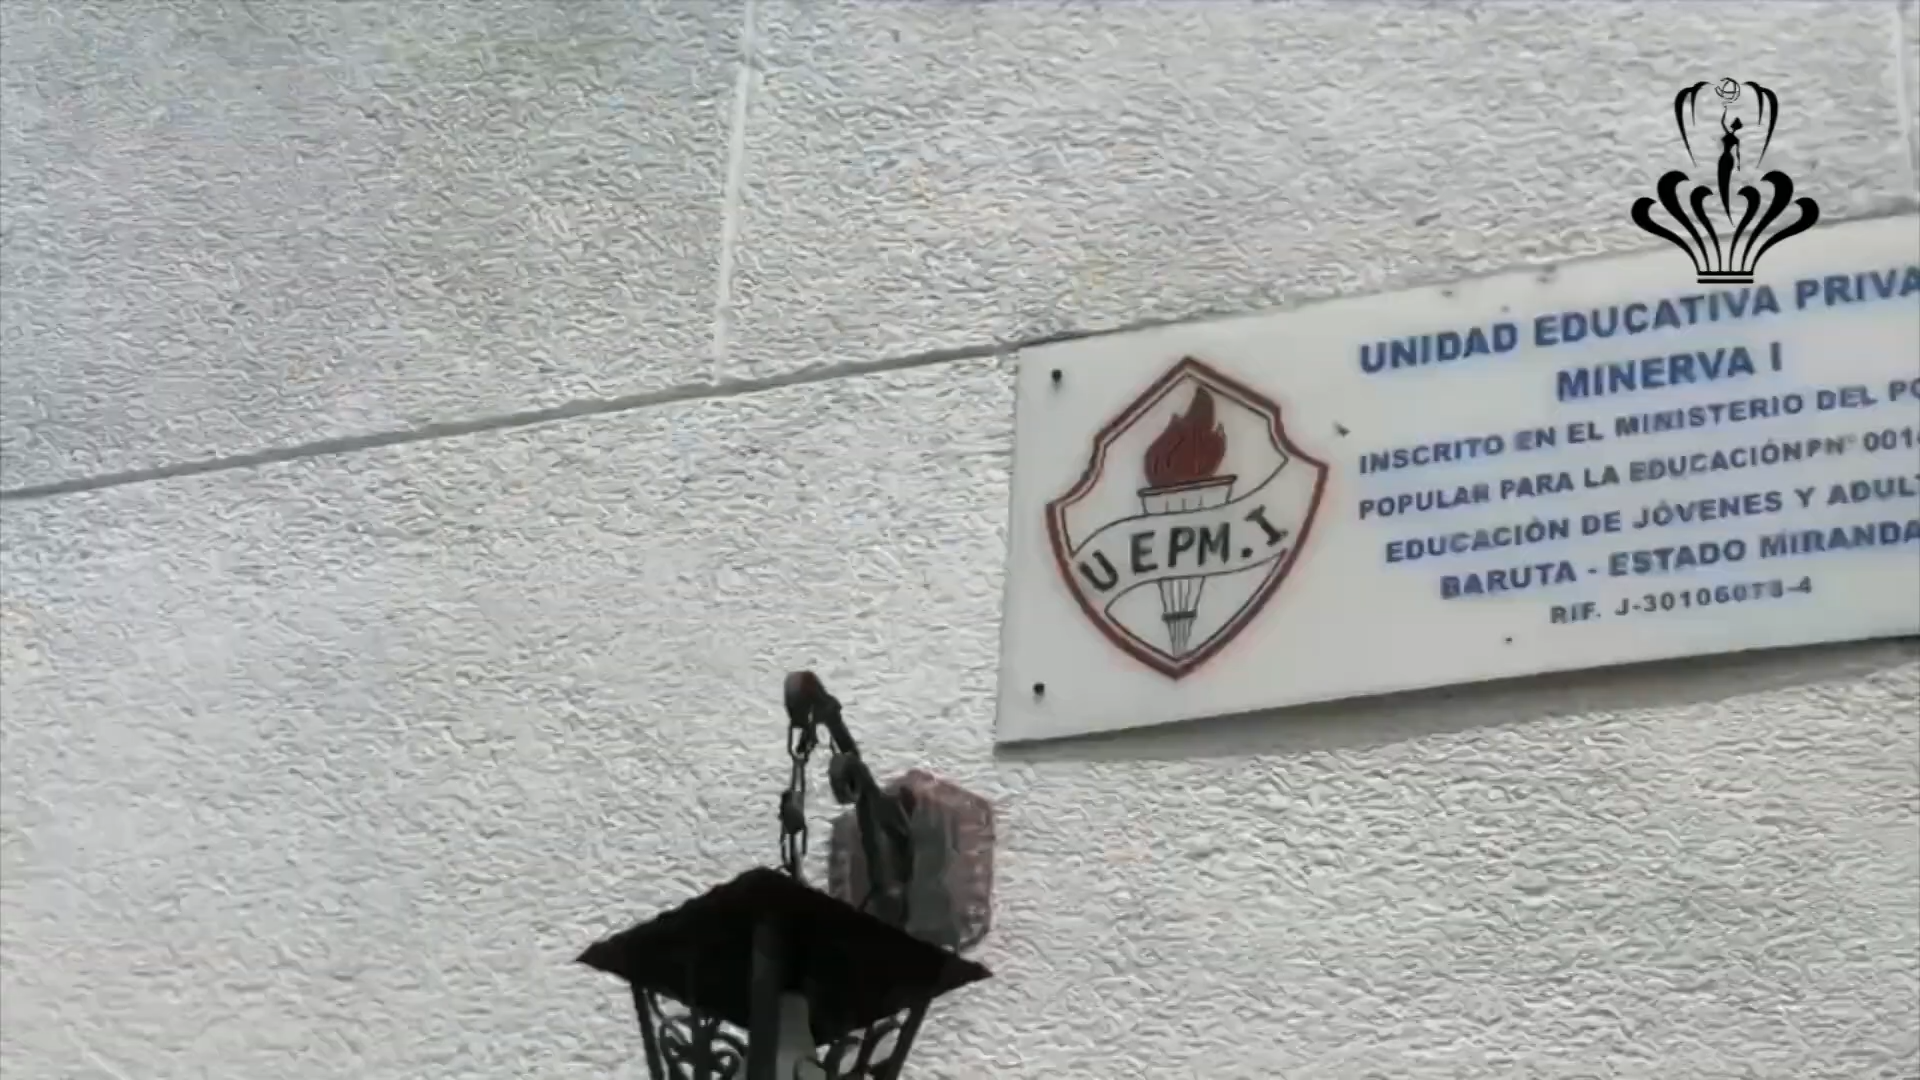 UNIDAD EDUCATIVA PRIVA
MINERVA I
INSCRITO EN EL MINISTERIO DEL PO
POPULAR PARA LA EDUCACIÓN PN° 001
EDUCACIÓN DE JÓVENES Y ADUL
BARUTA - ESTADO MIRANDA
RIF. J-30106078-4
U E P M . I